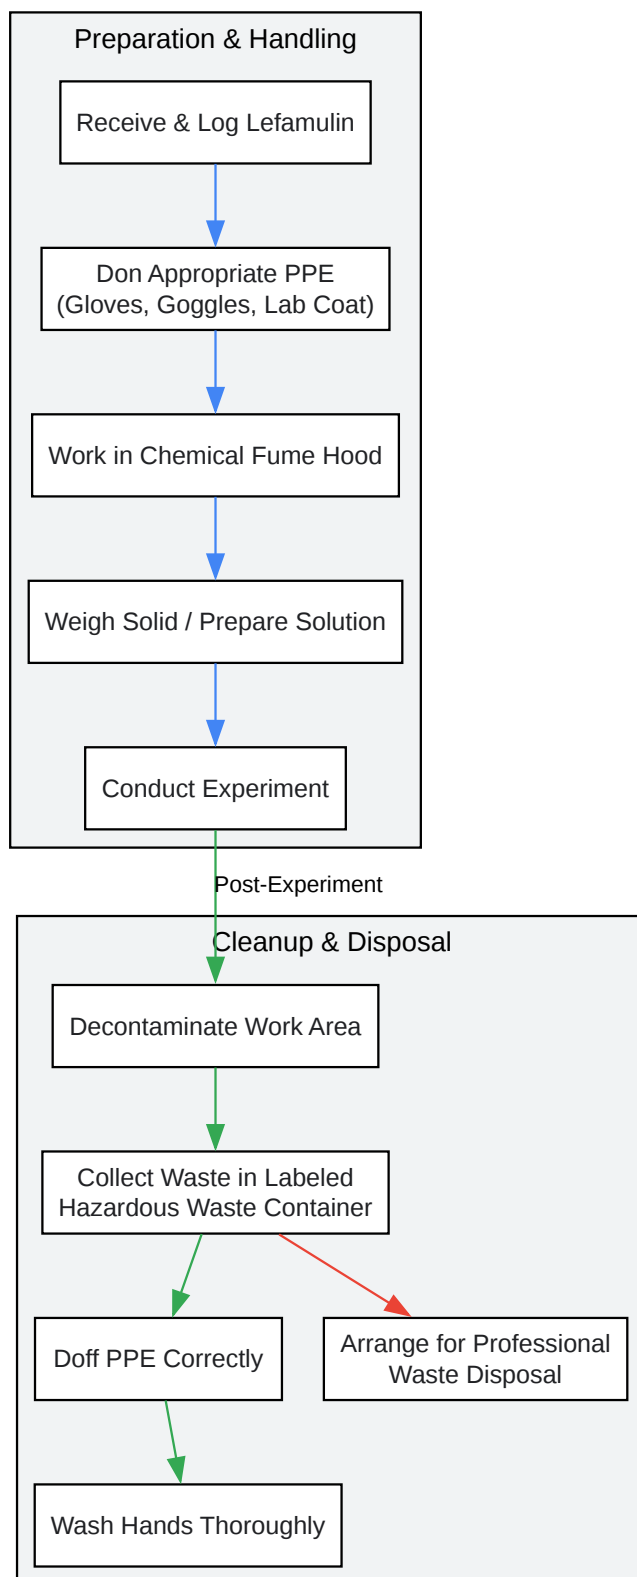 Preparation & Handling
Receive & Log Lefamulin
Don Appropriate PPE
(Gloves, Goggles, Lab Coat)
Work in Chemical Fume Hood
Weigh Solid / Prepare Solution
Conduct Experiment
Post-Experiment
Cleanup & Disposal
Decontaminate Work Area
Collect Waste in Labeled
Hazardous Waste Container
Doff PPE Correctly
Arrange for Professional
Waste Disposal
Wash Hands Thoroughly